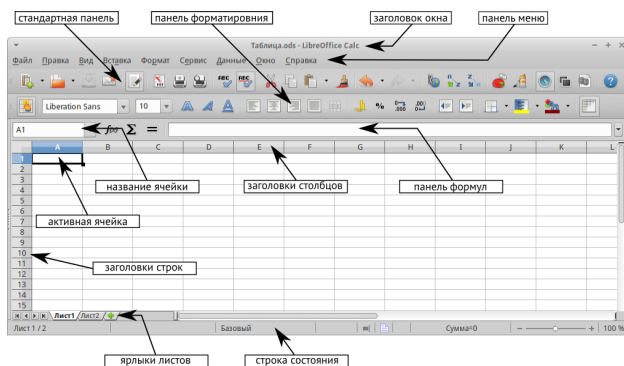 стандартная панель
панель форматировния
заголовок окна
панель меню
Таблица.ods - LibreOffice Calc
Файл Правка Вид Вставка Формат Сервис Данные Окно Справка
Liberation Sans 10
A1
A B C D E F G H I J K L
1
2
3
4
5
6
7
8
9
10
11
12
13
14
15
название ячейки
заголовки столбцов
панель формул
активная ячейка
заголовки строк
Лист1 Лист2
Лист 1 / 2 Базовый Сумма=0 100 %
ярлыки листов
строка состояния